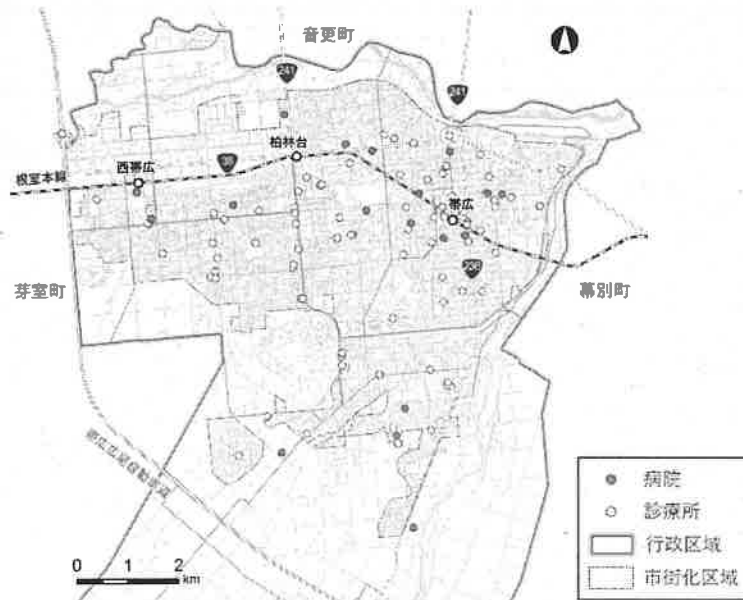 音更町
241
241
柏林台
西帯広
38
根室本線
帯広
236
芽室町
幕別町
帯広広尾自動車道
0 1 2
km
病院
診療所
行政区域
市街化区域